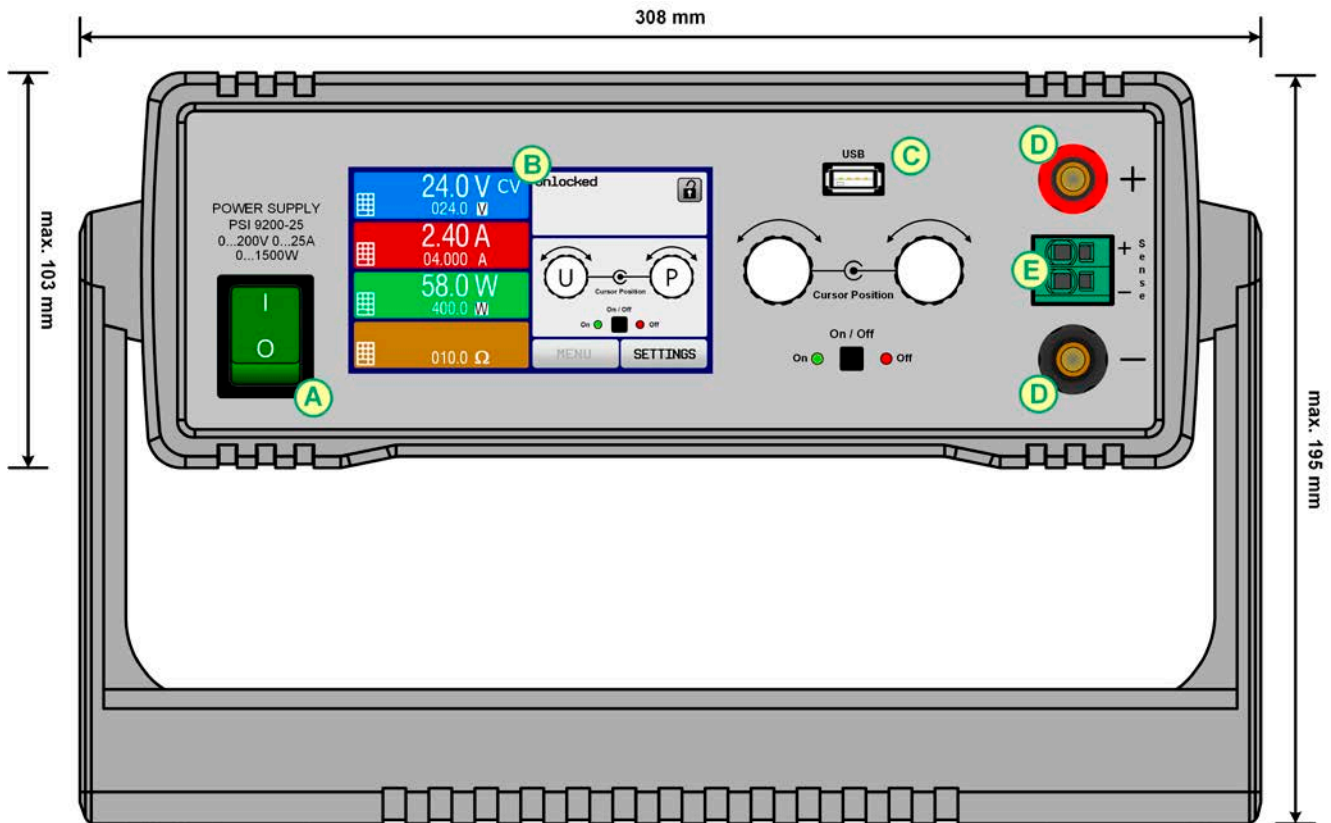 308 mm
max. 103 mm
max. 195 mm
POWER SUPPLY
PSI 9200-25
0...200V 0...25A
0...1500W
I
O
A
B
24.0 V CV
024.0 V
2.40 A
04.000 A
58.0 W
400.0 W
010.0 Ω
Unlocked
U
P
Cursor Position
On / Off
On
Off
MENU
SETTINGS
USB
C
Cursor Position
On / Off
On
Off
D
+
E
+
−
Sense
D
−